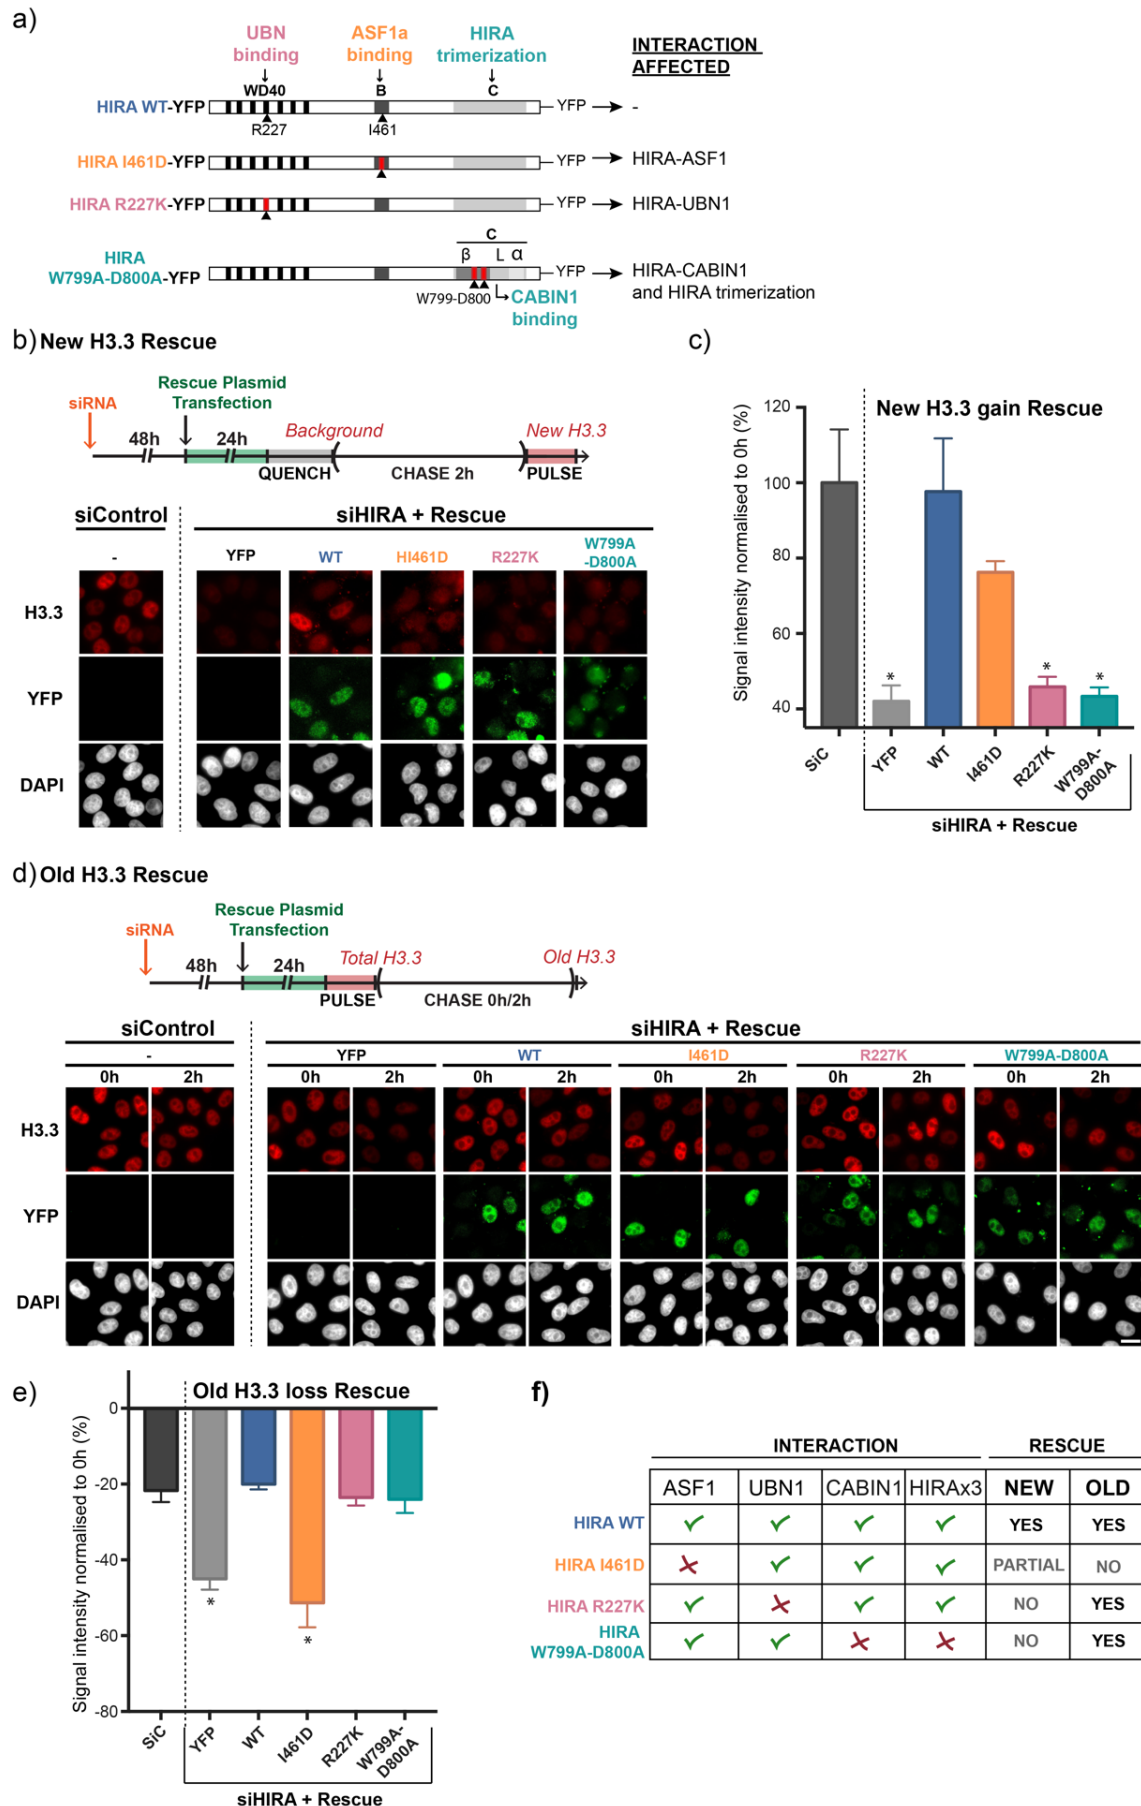 a)
UBN
binding
ASF1a
binding
HIRA
trimerization
INTERACTION
AFFECTED
WD40
B
C
HIRA WT-YFP
YFP
-
R227
I461
HIRA I461D-YFP
YFP
HIRA-ASF1
HIRA R227K-YFP
YFP
HIRA-UBN1
C
β
L
α
HIRA
W799A-D800A-YFP
YFP
HIRA-CABIN1
and HIRA trimerization
W799-D800
CABIN1
binding
b) New H3.3 Rescue
siRNA
Rescue Plasmid
Transfection
48h
24h
Background
New H3.3
QUENCH
CHASE 2h
PULSE
siControl
siHIRA + Rescue
-
YFP
WT
HI461D
R227K
W799A
-D800A
H3.3
YFP
DAPI
c)
New H3.3 gain Rescue
Signal intensity normalised to 0h (%)
120
100
80
60
40
*
*
*
SiC
YFP
WT
I461D
R227K
W799A-
D800A
siHIRA + Rescue
d) Old H3.3 Rescue
siRNA
Rescue Plasmid
Transfection
48h
24h
Total H3.3
Old H3.3
PULSE
CHASE 0h/2h
siControl
siHIRA + Rescue
-
YFP
WT
I461D
R227K
W799A-D800A
0h 2h 0h 2h 0h 2h 0h 2h 0h 2h 0h 2h
H3.3
YFP
DAPI
e)
Old H3.3 loss Rescue
Signal intensity normalised to 0h (%)
0
-20
-40
-60
-80
*
*
SiC
YFP
WT
I461D
R227K
W799A-
D800A
siHIRA + Rescue
f)
INTERACTION
RESCUE
ASF1 UBN1 CABIN1 HIRAx3 NEW OLD
HIRA WT ✓ ✓ ✓ ✓ YES YES
HIRA I461D ✗ ✓ ✓ ✓ PARTIAL NO
HIRA R227K ✓ ✗ ✓ ✓ NO YES
HIRA
W799A-D800A ✓ ✓ ✗ ✗ NO YES